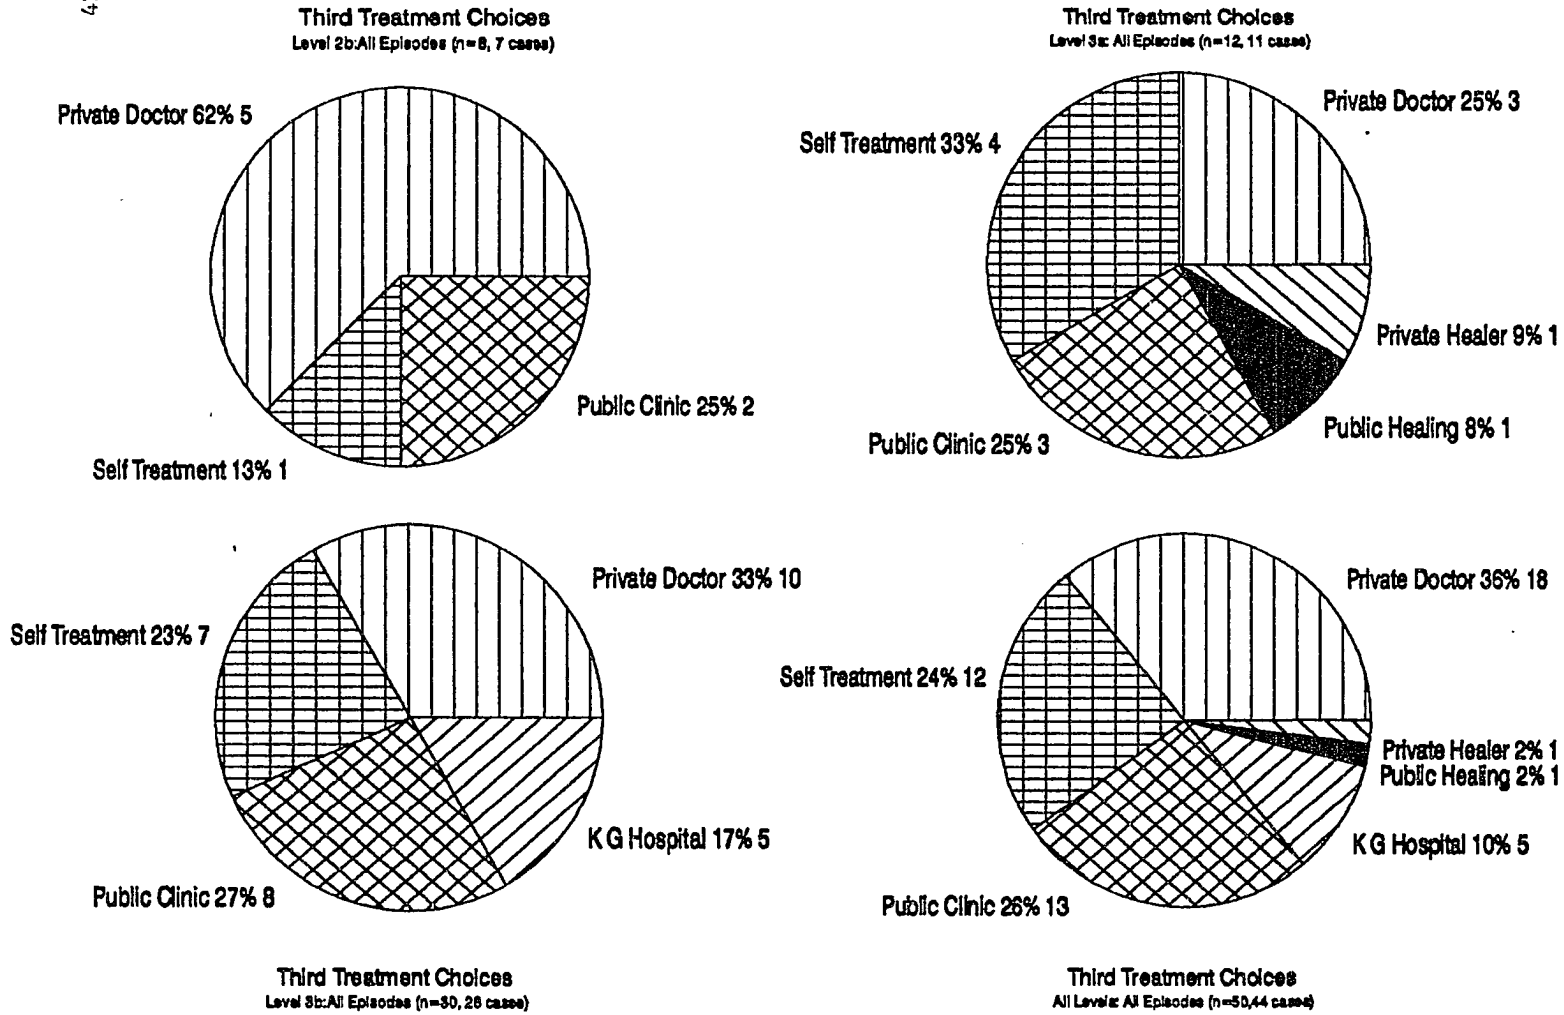 Third Treatment Choices
Level 2b:All Episodes (n=8, 7 cases)
Private Doctor 62% 5
Public Clinic 25% 2
Self Treatment 13% 1
Third Treatment Choices
Level 3a: All Episodes (n=12, 11 cases)
Private Doctor 25% 3
Self Treatment 33% 4
Private Healer 9% 1
Public Healing 8% 1
Public Clinic 25% 3
Private Doctor 33% 10
Self Treatment 23% 7
K G Hospital 17% 5
Public Clinic 27% 8
Third Treatment Choices
Level 3b:All Episodes (n=30, 26 cases)
Private Doctor 36% 18
Self Treatment 24% 12
Private Healer 2% 1
Public Healing 2% 1
K G Hospital 10% 5
Public Clinic 26% 13
Third Treatment Choices
All Levels: All Episodes (n=50,44 cases)